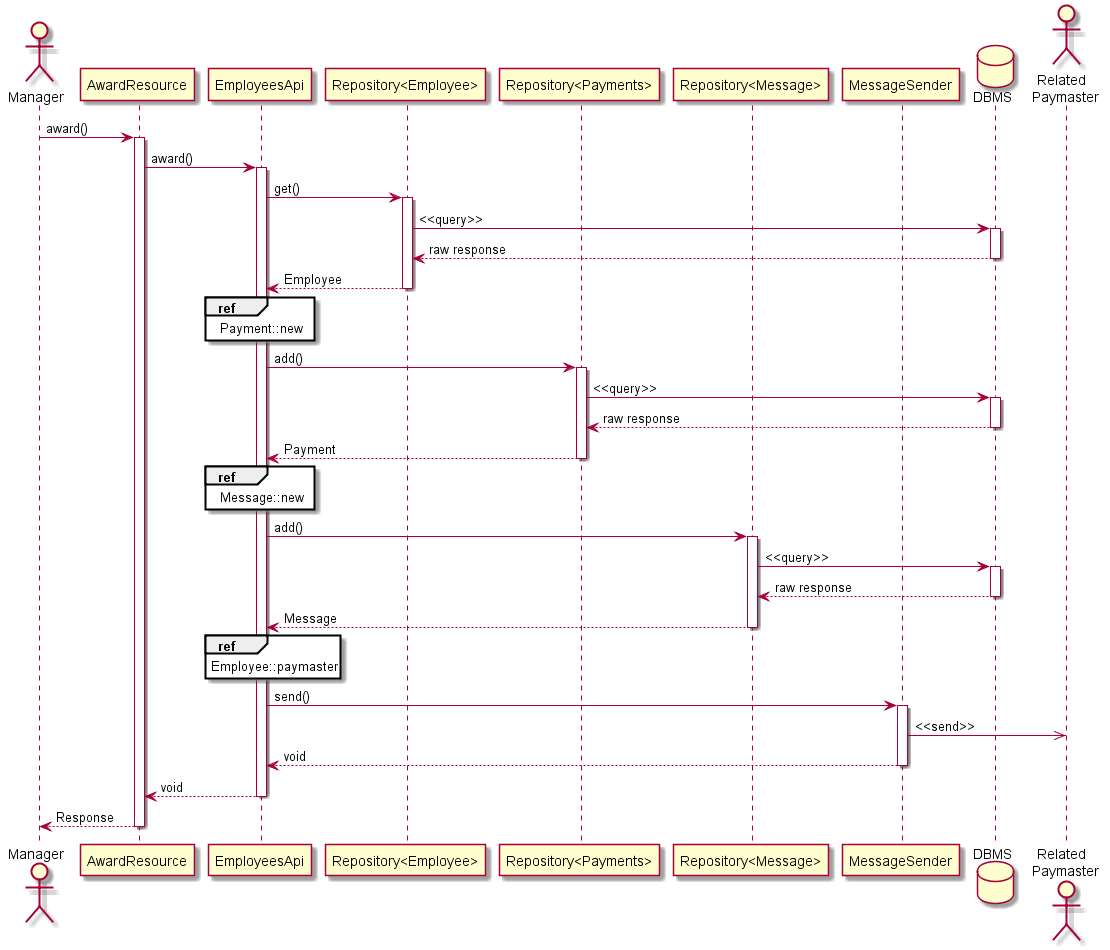 Related
Paymaster
Manager
AwardResource
EmployeesApi
Repository<Employee>
Repository<Payments>
Repository<Message>
MessageSender
DBMS
award()
award()
get()
<<query>>
raw response
Employee
ref
Payment::new
add()
<<query>>
raw response
Payment
ref
Message::new
add()
<<query>>
raw response
Message
ref
Employee::paymaster
send()
<<send>>
void
void
Response
Manager
AwardResource
EmployeesApi
Repository<Employee>
Repository<Payments>
Repository<Message>
MessageSender
DBMS
Related
Paymaster